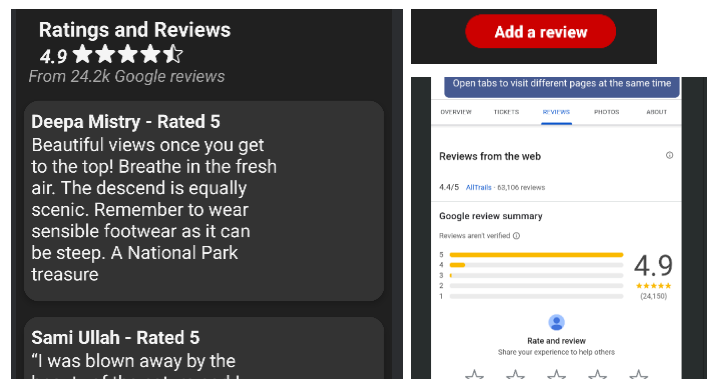 Ratings and Reviews
4.9
From 24.2k Google reviews
Deepa Mistry - Rated 5
Beautiful views once you get
to the top! Breathe in the fresh
air. The descend is equally
scenic. Remember to wear
sensible footwear as it can
be steep. A National Park
treasure
Sami Ullah - Rated 5
“I was blown away by the
Add a review
Open tabs to visit different pages at the same time
OVERVIEW TICKETS REVIEWS PHOTOS ABOUT
Reviews from the web
4.4/5 AllTrails - 63,106 reviews
Google review summary
Reviews aren't verified
5
4
3
2
1
4.9
(24,150)
Rate and review
Share your experience to help others